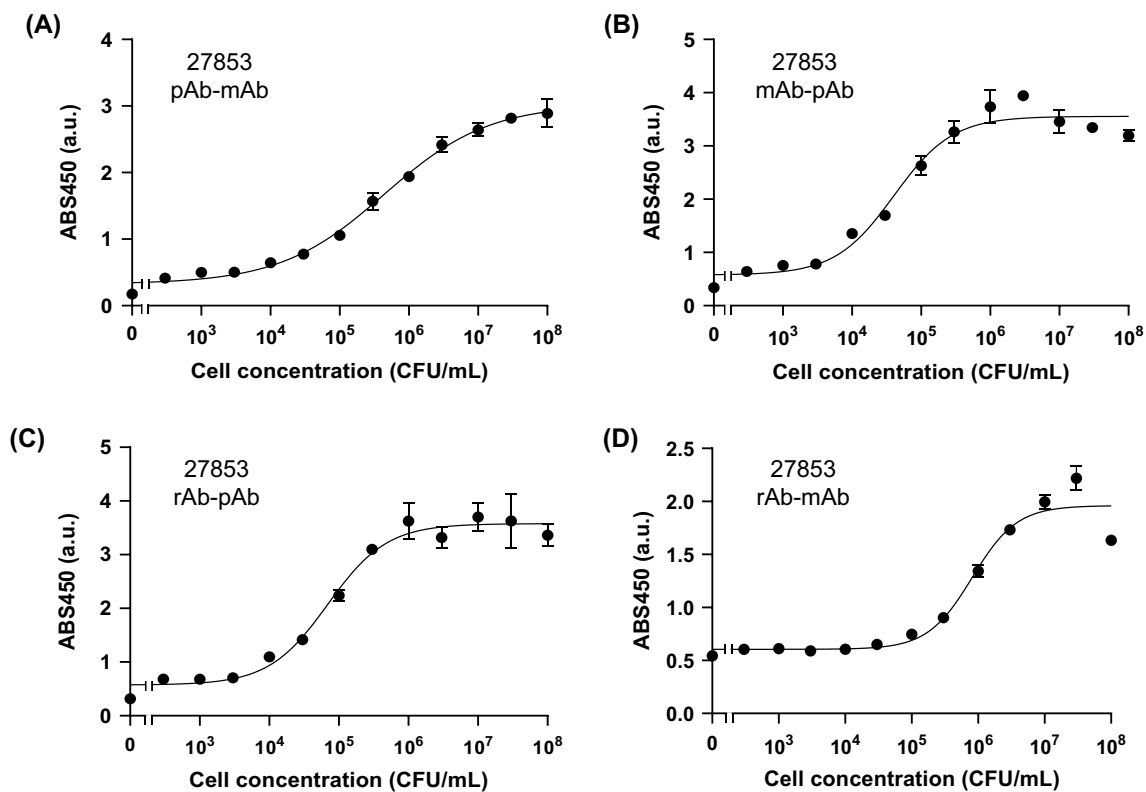 (A)
27853
pAb-mAb
4
3
2
1
0
ABS450 (a.u.)
0 10³ 10⁴ 10⁵ 10⁶ 10⁷ 10⁸
Cell concentration (CFU/mL)
(B)
27853
mAb-pAb
5
4
3
2
1
0
ABS450 (a.u.)
0 10³ 10⁴ 10⁵ 10⁶ 10⁷ 10⁸
Cell concentration (CFU/mL)
(C)
27853
rAb-pAb
5
4
3
2
1
0
ABS450 (a.u.)
0 10³ 10⁴ 10⁵ 10⁶ 10⁷ 10⁸
Cell concentration (CFU/mL)
(D)
27853
rAb-mAb
2.5
2.0
1.5
1.0
0.5
0.0
ABS450 (a.u.)
0 10³ 10⁴ 10⁵ 10⁶ 10⁷ 10⁸
Cell concentration (CFU/mL)